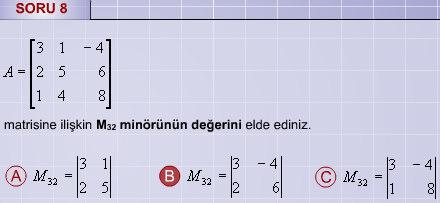 SORU 8
3 1 - 4
A = 2 5 6
1 4 8
matrisine ilişkin M32 minörünün değerini elde ediniz.
A M32 = |3 1| B M32 = |3 - 4| C M32 = |3 - 4|
|2 5| |2 6| |1 8|